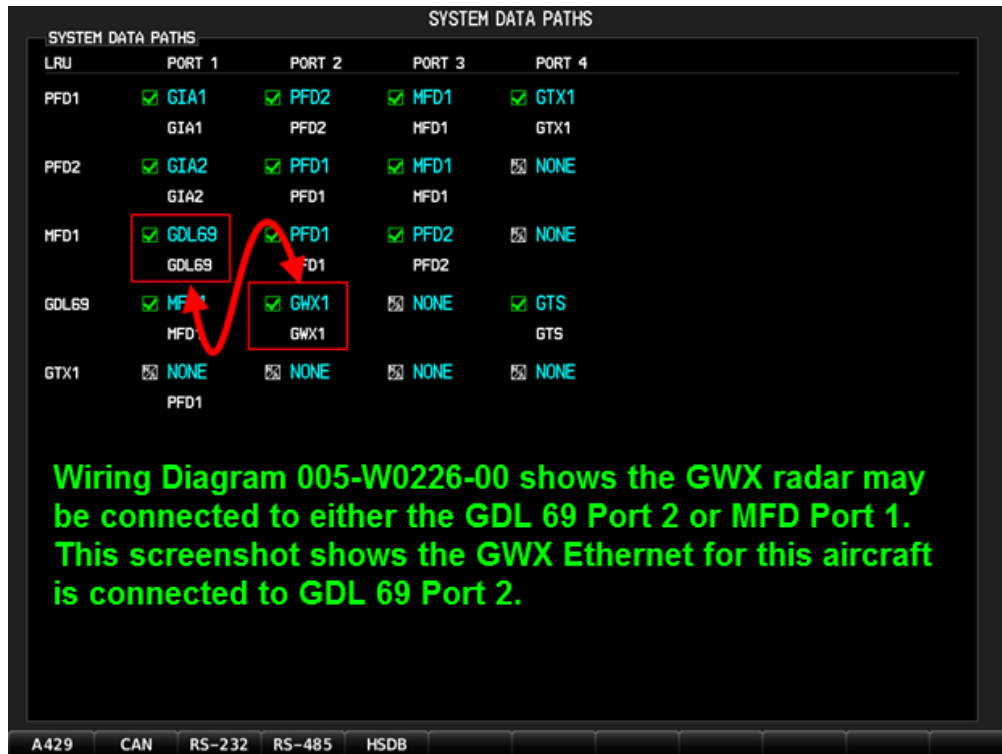 SYSTEM DATA PATHS
SYSTEM DATA PATHS
LRU PORT 1 PORT 2 PORT 3 PORT 4
PFD1 GIA1 PFD2 MFD1 GTX1
GIA1 PFD2 MFD1 GTX1
PFD2 GIA2 PFD1 MFD1 NONE
GIA2 PFD1 MFD1
MFD1 GDL69 PFD1 PFD2 NONE
GDL69 PFD2
GDL69 GWX1 NONE GTS
GWX1 GTS
GTX1 NONE NONE NONE NONE
PFD1
Wiring Diagram 005-W0226-00 shows the GWX radar may
be connected to either the GDL 69 Port 2 or MFD Port 1.
This screenshot shows the GWX Ethernet for this aircraft
is connected to GDL 69 Port 2.
A429 CAN RS-232 RS-485 HSDB